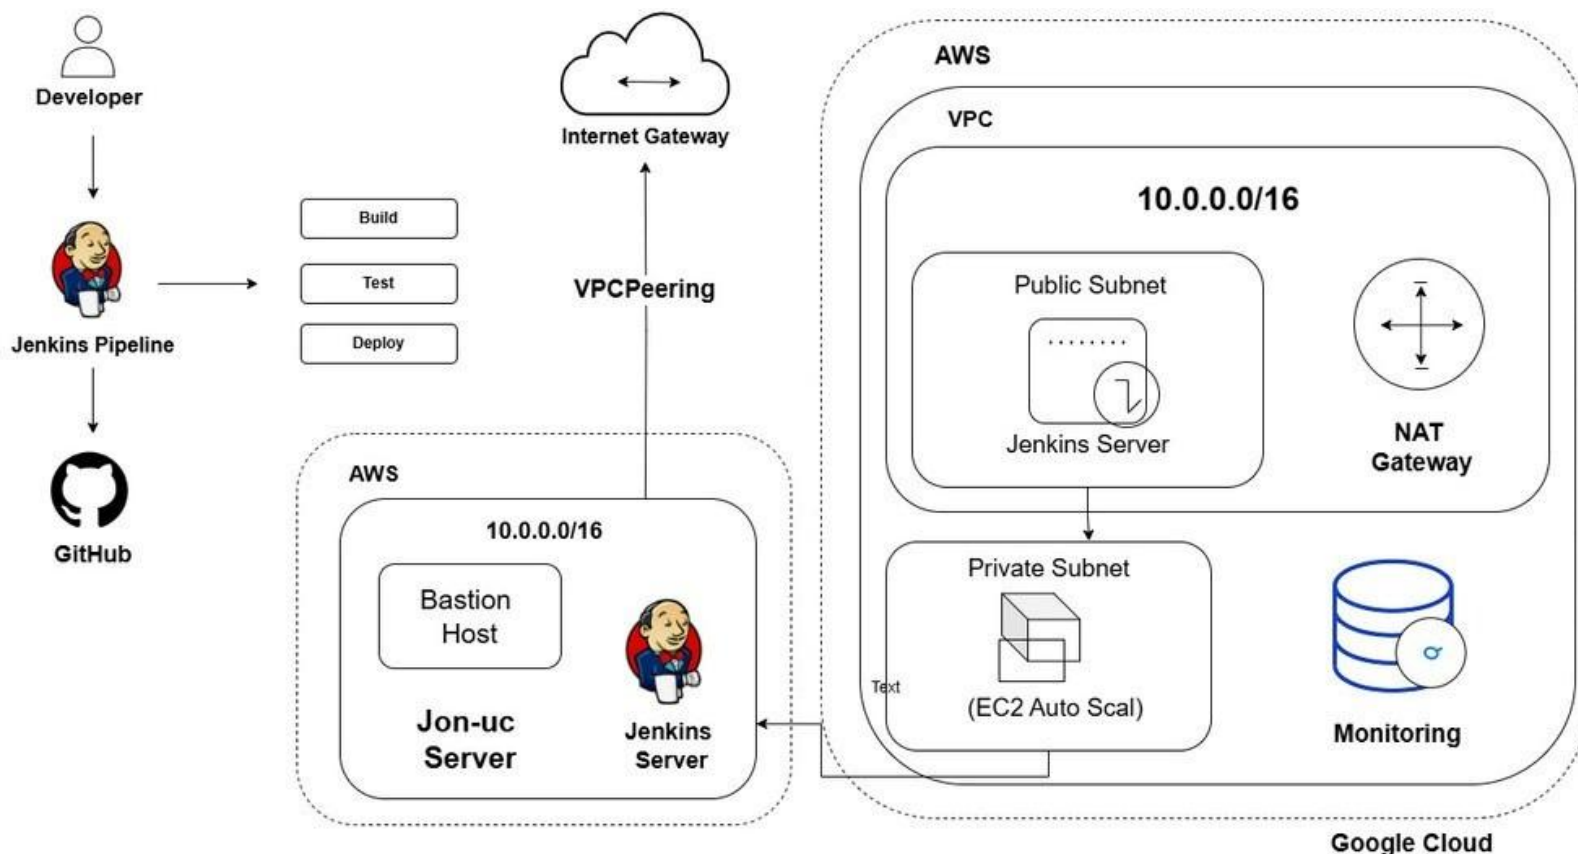 Developer
Jenkins Pipeline
GitHub
Build
Test
Deploy
Internet Gateway
VPCPeering
AWS
10.0.0.0/16
Bastion
Host
Jon-uc
Server
Jenkins
Server
AWS
VPC
10.0.0.0/16
Public Subnet
Jenkins Server
NAT
Gateway
Private Subnet
Text
(EC2 Auto Scal)
Monitoring
Google Cloud